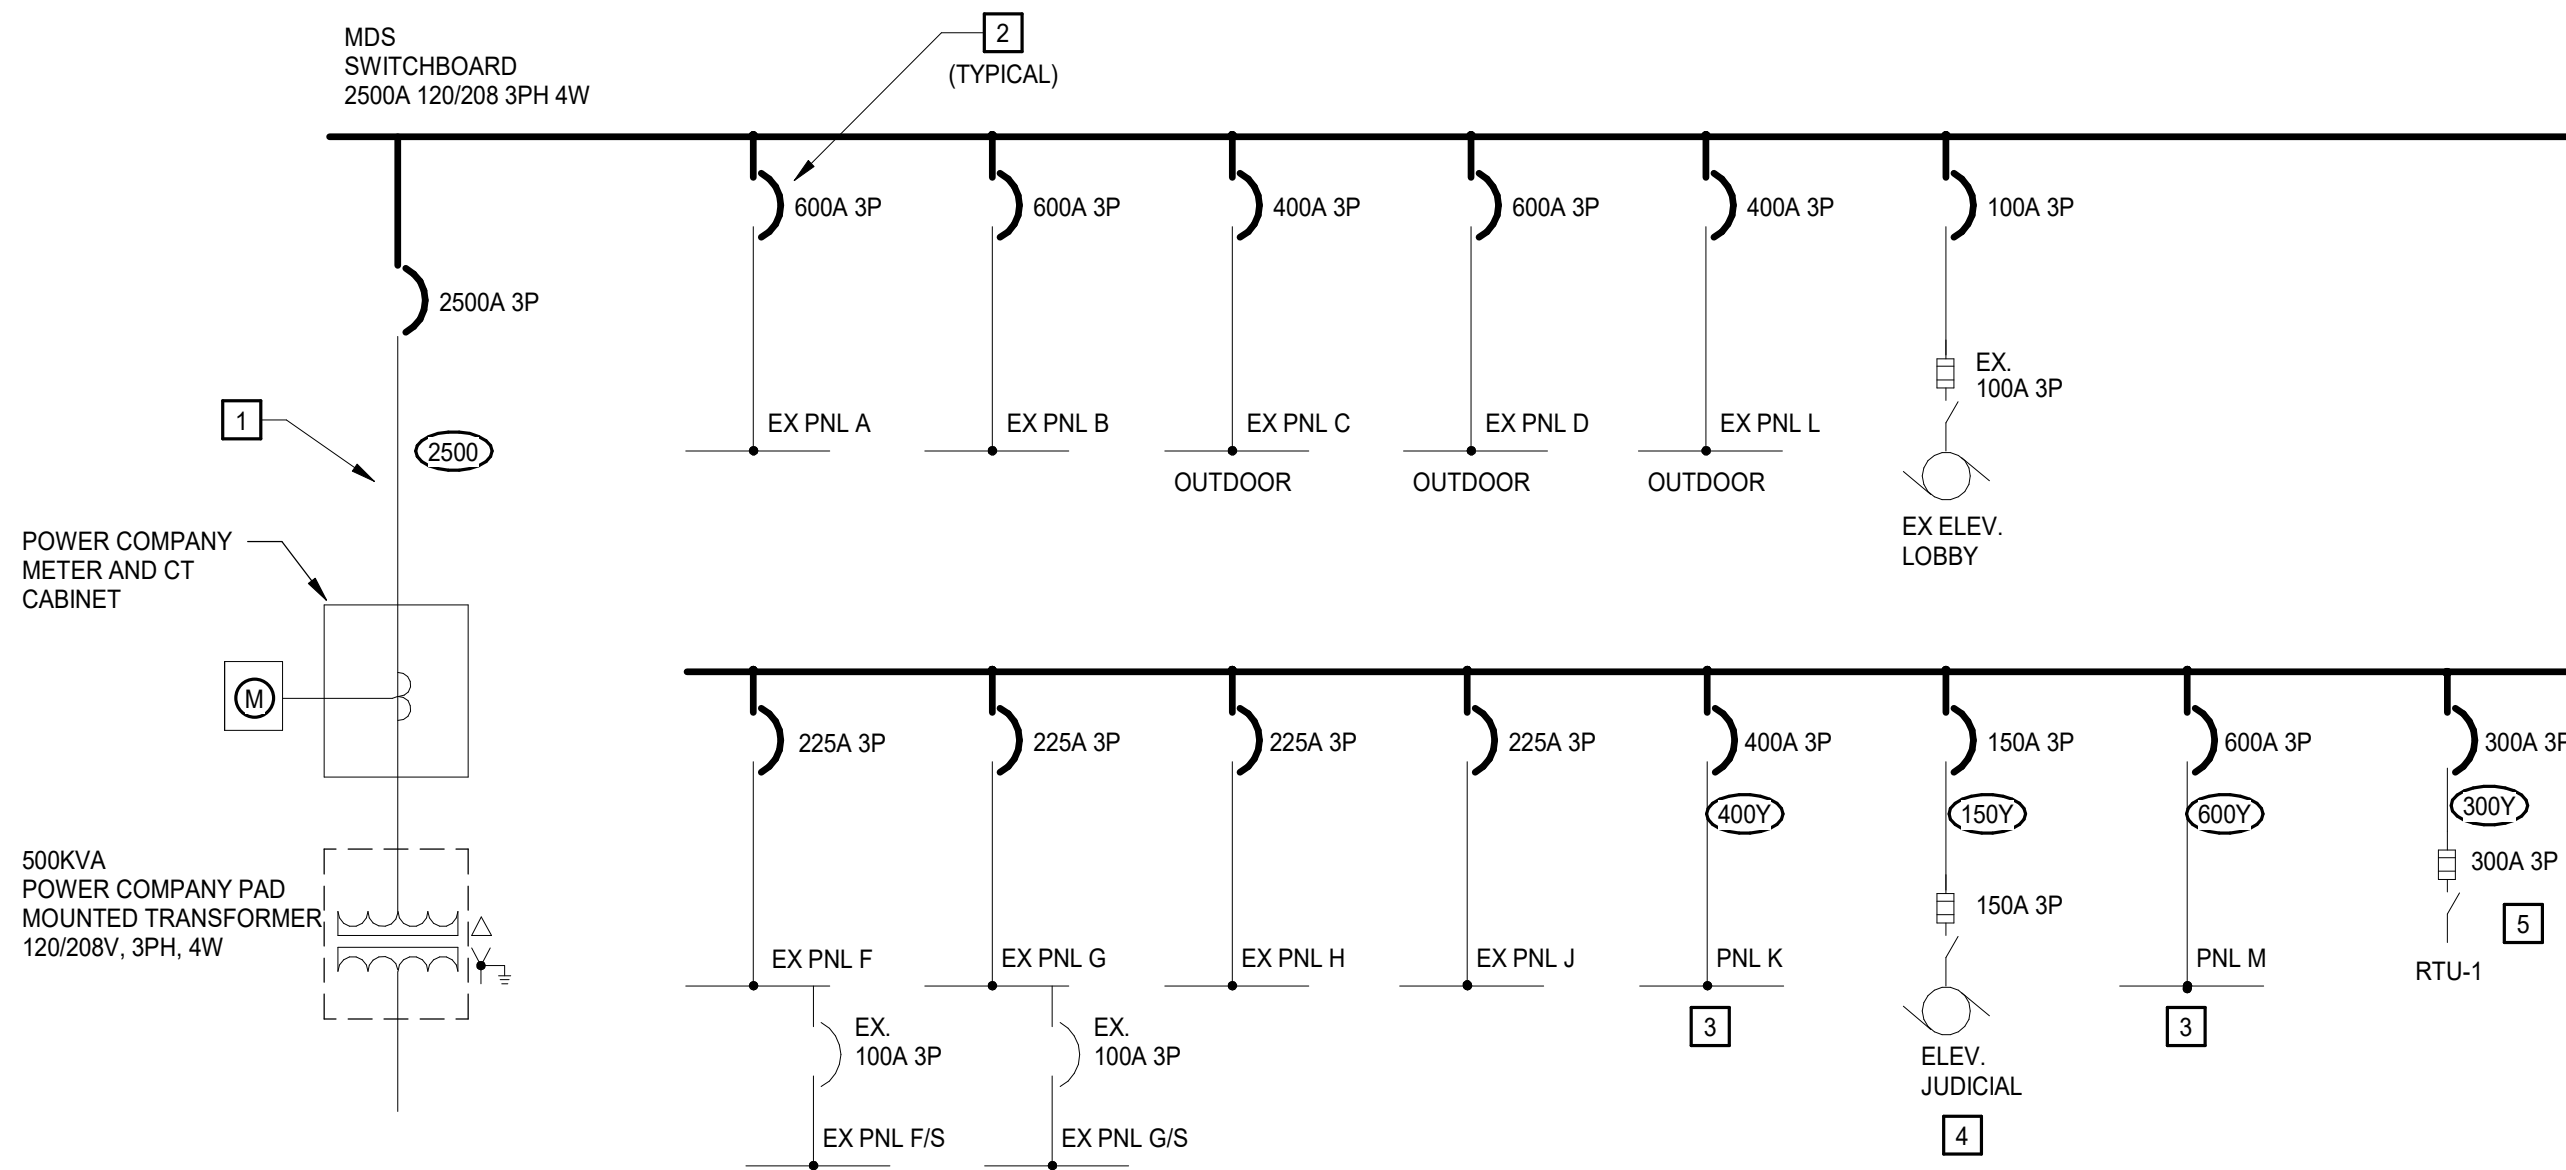 MDS
SWITCHBOARD
2500A 120/208 3PH 4W
2
(TYPICAL)
600A 3P
600A 3P
400A 3P
600A 3P
400A 3P
100A 3P
2500A 3P
EX.
100A 3P
1
2500
EX PNL A
EX PNL B
EX PNL C
EX PNL D
EX PNL L
OUTDOOR
OUTDOOR
OUTDOOR
EX ELEV.
LOBBY
POWER COMPANY
METER AND CT
CABINET
M
225A 3P
225A 3P
225A 3P
225A 3P
400A 3P
150A 3P
600A 3P
300A 3P
400Y
150Y
600Y
300Y
500KVA
POWER COMPANY PAD
MOUNTED TRANSFORMER
120/208V, 3PH, 4W
150A 3P
300A 3P
5
EX PNL F
EX PNL G
EX PNL H
EX PNL J
PNL K
PNL M
RTU-1
3
3
EX.
100A 3P
EX.
100A 3P
ELEV.
JUDICIAL
4
EX PNL F/S
EX PNL G/S